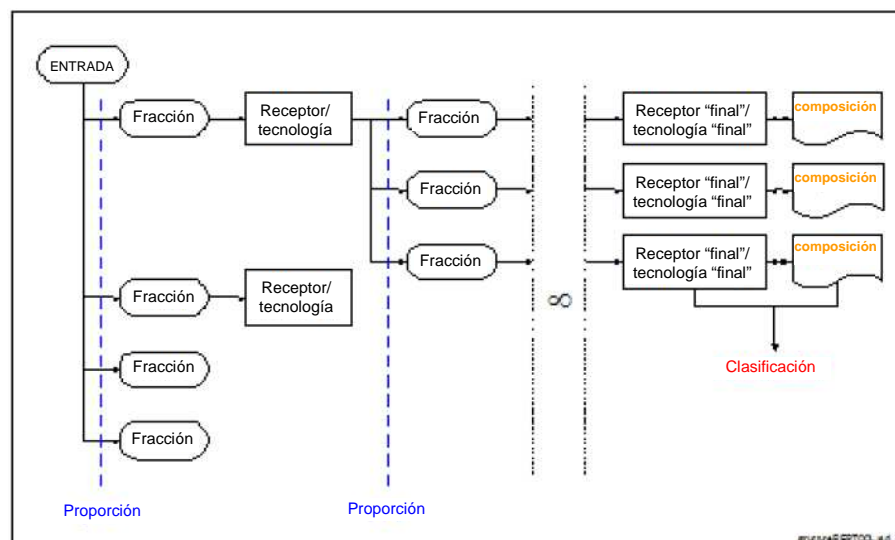 ENTRADA
Fracción
Receptor/
tecnología
Fracción
Receptor “final”/
tecnología “final”
composición
Fracción
Receptor “final”/
tecnología “final”
composición
Fracción
Receptor “final”/
tecnología “final”
composición
Fracción
Receptor/
tecnología
∞
Fracción
Clasificación
Fracción
Proporción
Proporción